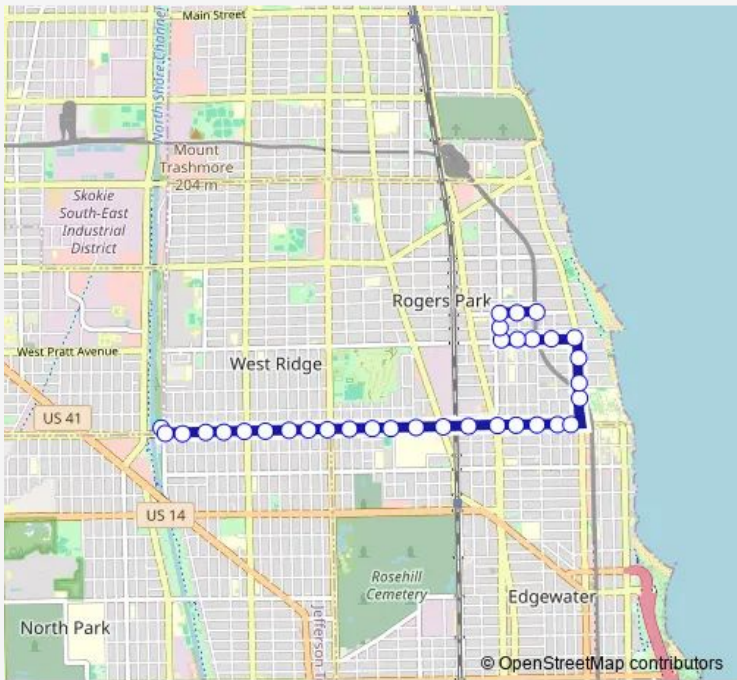 Main Street
North Shore Channel
Mount
Trashmore
204 m
Skokie
South-East
Industrial
District
Rogers Park
West Pratt Avenue
West Ridge
US 41
US 14
Rosehill
Cemetery
Edgewater
North Park
Jefferson T
© OpenStreetMap contributors